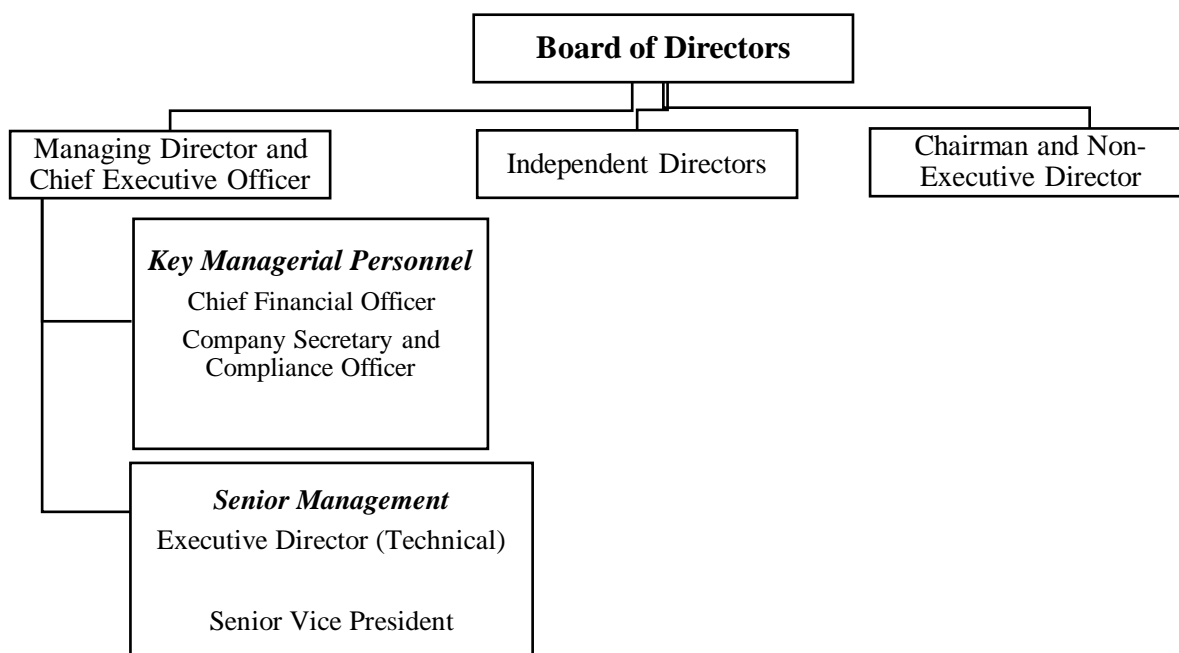 Board of Directors
Managing Director and
Chief Executive Officer
Independent Directors
Chairman and Non-
Executive Director
Key Managerial Personnel
Chief Financial Officer
Company Secretary and
Compliance Officer
Senior Management
Executive Director (Technical)
Senior Vice President